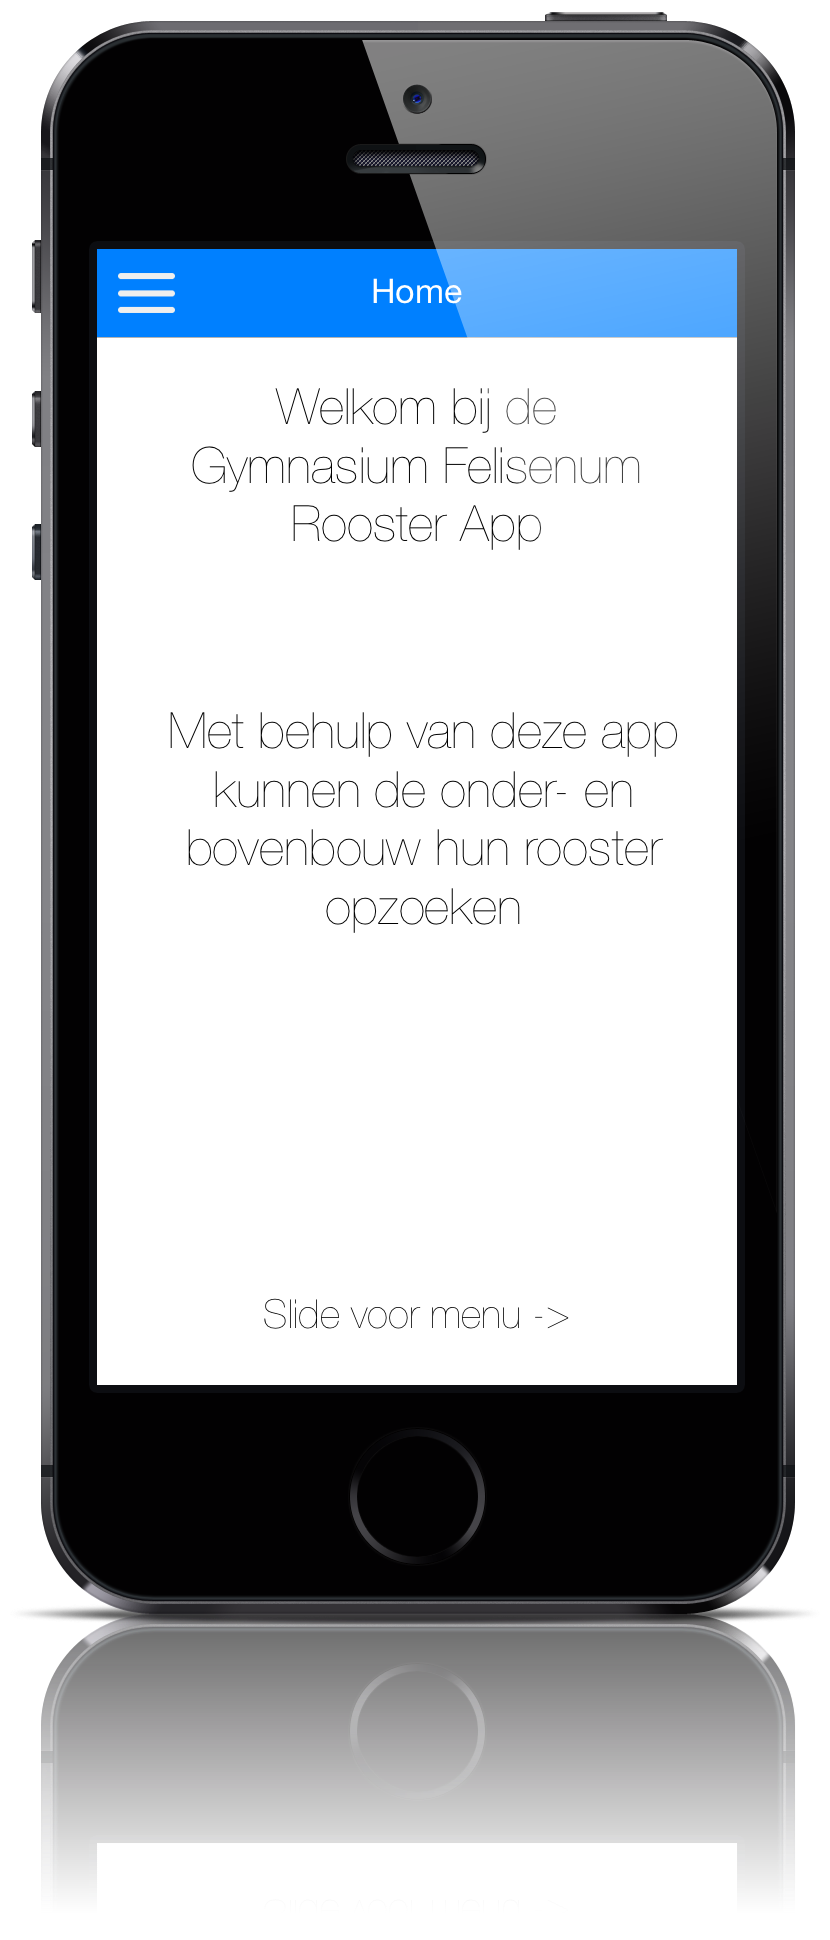 Home
Welkom bij de
Gymnasium Felisenum
Rooster App
Met behulp van deze app
kunnen de onder- en
bovenbouw hun rooster
opzoeken
Slide voor menu ->